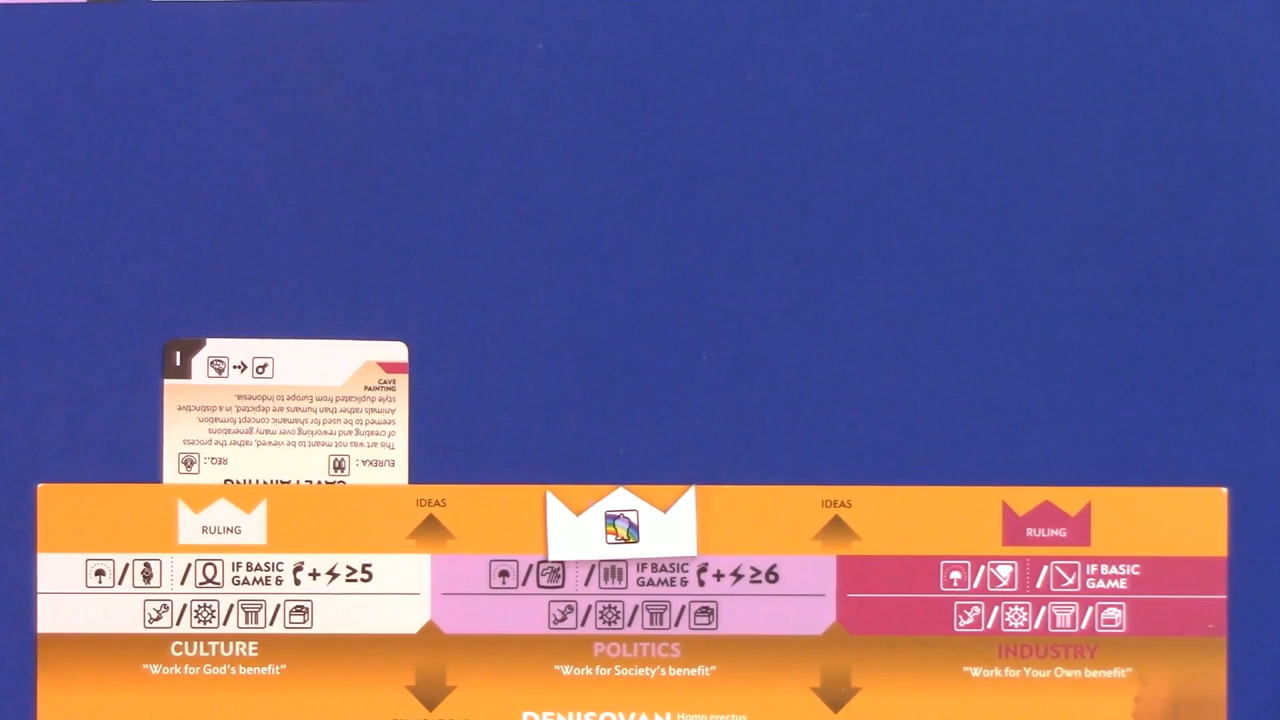 I
CAVE
PAINTING
style duplicated from Europe to Indonesia.
Animals rather than humans are depicted, in a distinctive
seemed to be used for shamanic concept formation.
of creating and reworking over many generations
This art was not meant to be viewed, rather the process
EUREKA: REQ.:
CAVE PAINTING
RULING
IDEAS
IDEAS
RULING
IF BASIC
GAME & + ≥5
IF BASIC
GAME & + ≥6
IF BASIC
GAME
CULTURE
"Work for God's benefit"
POLITICS
"Work for Society's benefit"
INDUSTRY
"Work for Your Own benefit"
DENISOVAN Homo erectus